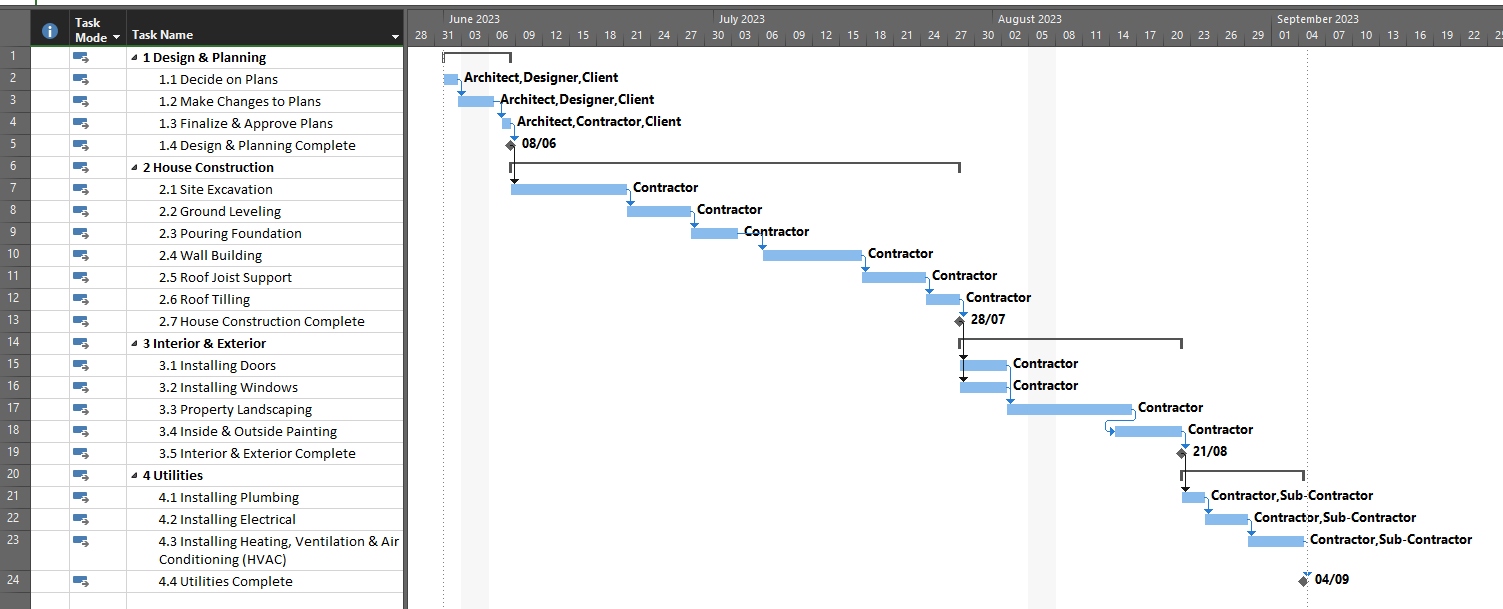 Task
Mode
Task Name
June 2023 July 2023 August 2023 September 2023
28 31 03 06 09 12 15 18 21 24 27 30 03 06 09 12 15 18 21 24 27 30 02 05 08 11 14 17 20 23 26 29 01 04 07 10 13 16 19 22 25
1 1 Design & Planning
2 1.1 Decide on Plans Architect,Designer,Client
3 1.2 Make Changes to Plans Architect,Designer,Client
4 1.3 Finalize & Approve Plans Architect,Contractor,Client
5 1.4 Design & Planning Complete 08/06
6 2 House Construction
7 2.1 Site Excavation Contractor
8 2.2 Ground Leveling Contractor
9 2.3 Pouring Foundation Contractor
10 2.4 Wall Building Contractor
11 2.5 Roof Joist Support Contractor
12 2.6 Roof Tilling Contractor
13 2.7 House Construction Complete 28/07
14 3 Interior & Exterior
15 3.1 Installing Doors Contractor
16 3.2 Installing Windows Contractor
17 3.3 Property Landscaping Contractor
18 3.4 Inside & Outside Painting Contractor
19 3.5 Interior & Exterior Complete 21/08
20 4 Utilities
21 4.1 Installing Plumbing Contractor,Sub-Contractor
22 4.2 Installing Electrical Contractor,Sub-Contractor
23 4.3 Installing Heating, Ventilation & Air Contractor,Sub-Contractor
Conditioning (HVAC)
24 4.4 Utilities Complete 04/09